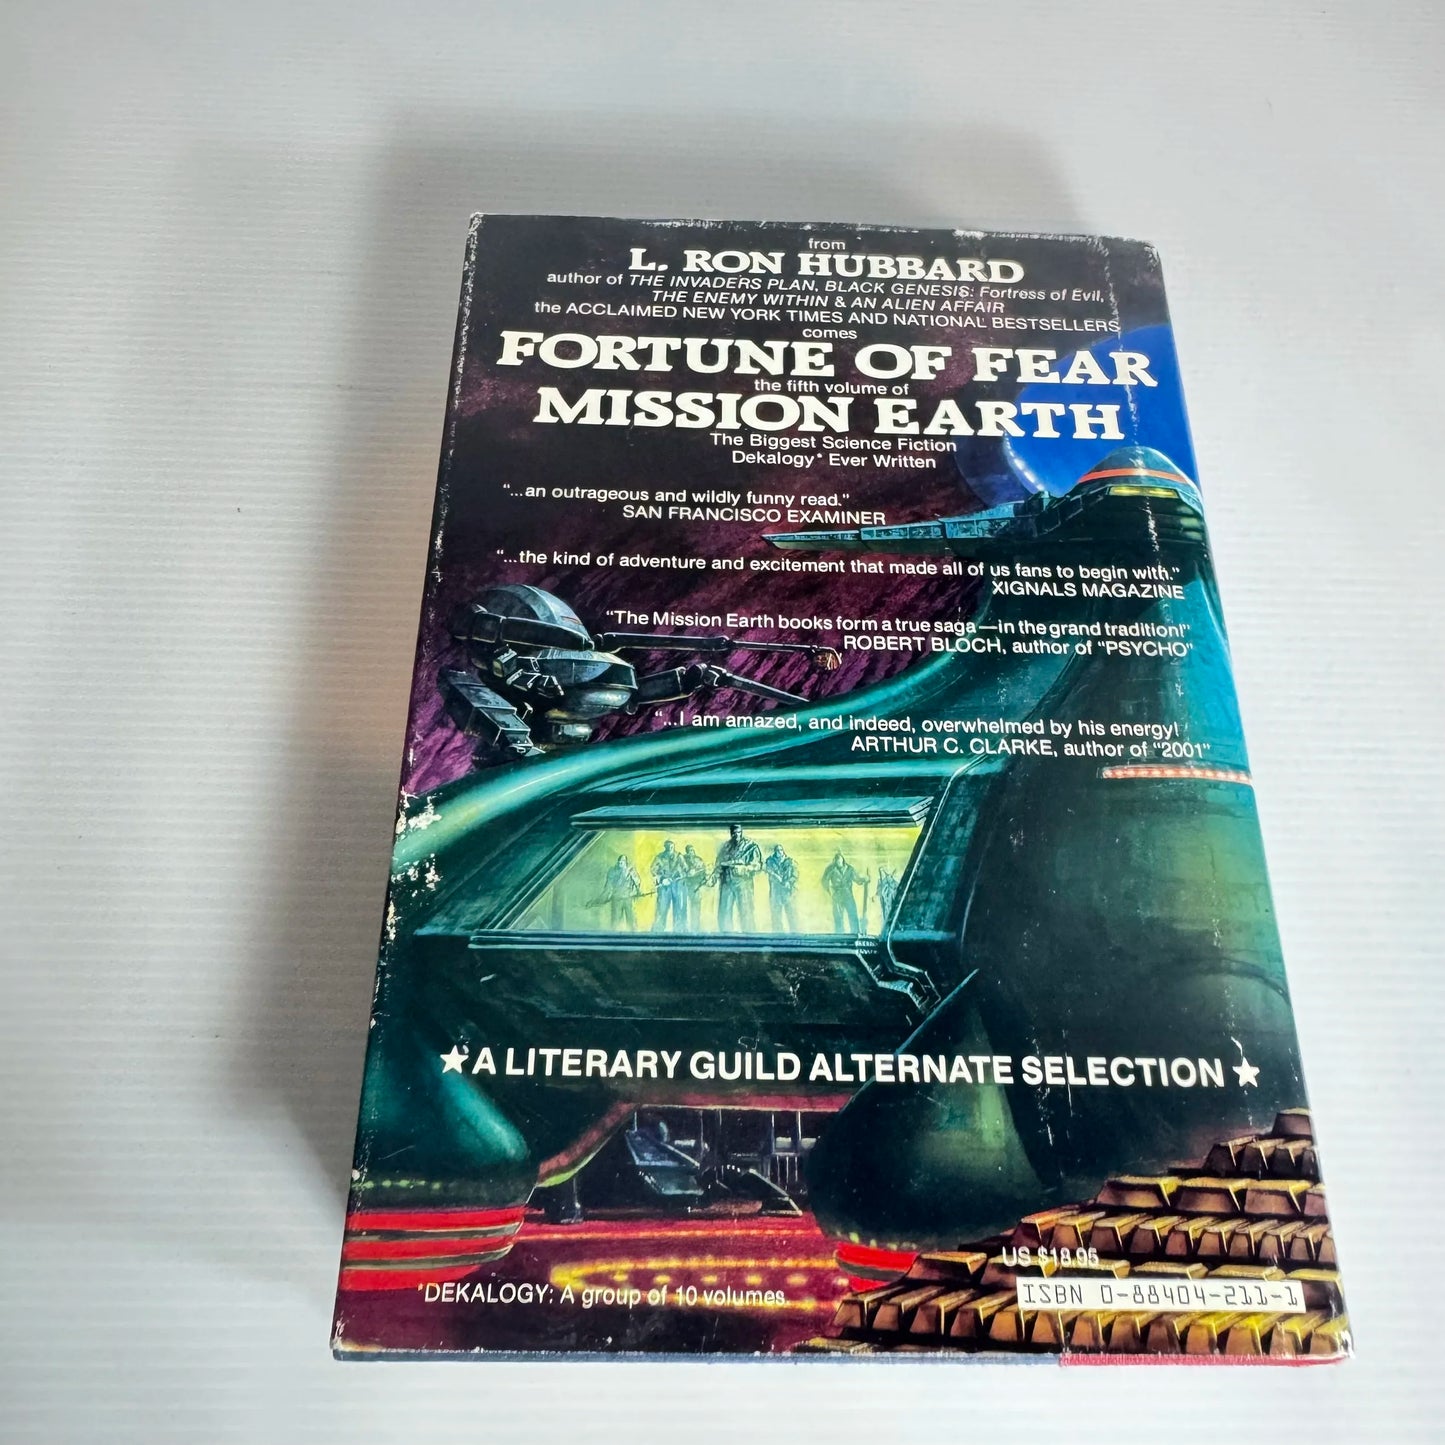 from
L. RON HUBBARD
author of THE INVADERS PLAN, BLACK GENESIS: Fortress of Evil,
THE ENEMY WITHIN & AN ALIEN AFFAIR
the ACCLAIMED NEW YORK TIMES AND NATIONAL BESTSELLERS
comes
FORTUNE OF FEAR
the fifth volume of
MISSION EARTH
The Biggest Science Fiction
Dekalogy* Ever Written
“...an outrageous and wildly funny read.”
SAN FRANCISCO EXAMINER
“...the kind of adventure and excitement that made all of us fans to begin with.”
XIGNALS MAGAZINE
“The Mission Earth books form a true saga—in the grand tradition!”
ROBERT BLOCH, author of “PSYCHO”
“...I am amazed, and indeed, overwhelmed by his energy!
ARTHUR C. CLARKE, author of “2001”
★ A LITERARY GUILD ALTERNATE SELECTION ★
US $18.95
*DEKALOGY: A group of 10 volumes.
ISBN 0-88404-211-1